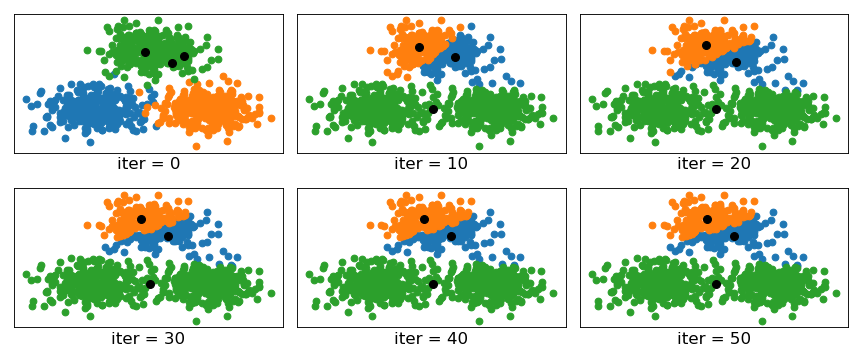 iter = 0
iter = 10
iter = 20
iter = 30
iter = 40
iter = 50